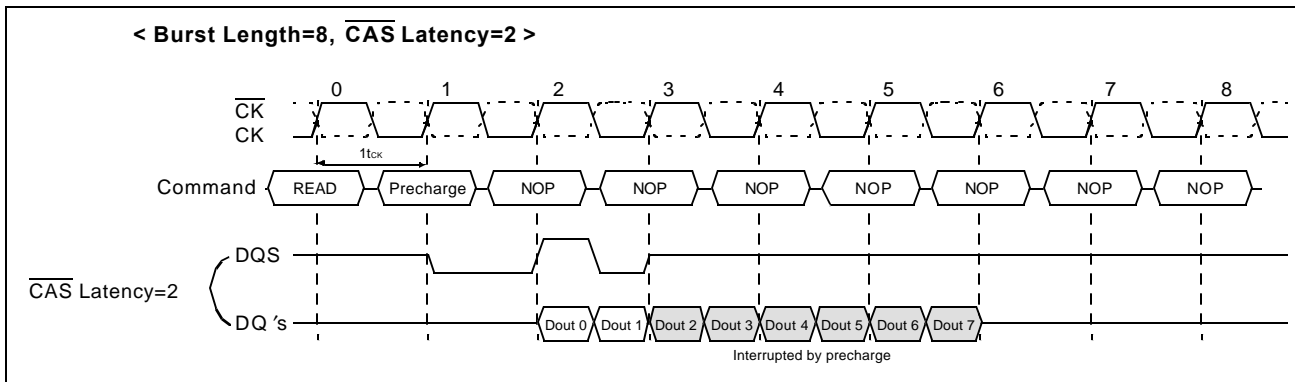 < Burst Length=8, CAS Latency=2 >
0 1 2 3 4 5 6 7 8
CK
CK
1tCK
Command READ Precharge NOP NOP NOP NOP NOP NOP NOP
DQS
CAS Latency=2
DQ's Dout 0 Dout 1 Dout 2 Dout 3 Dout 4 Dout 5 Dout 6 Dout 7
Interrupted by precharge